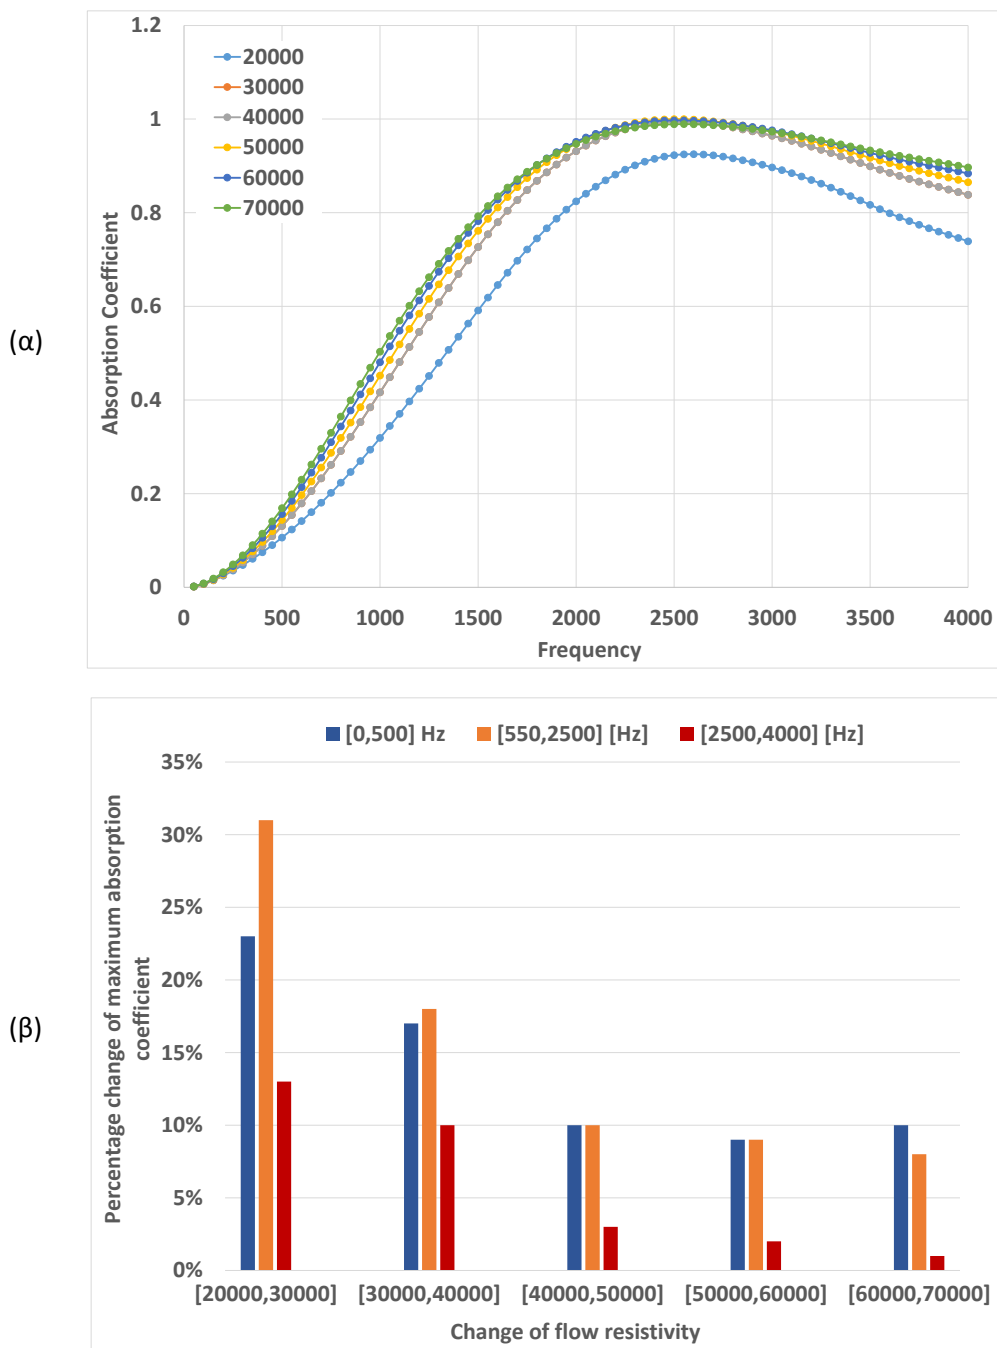 (α)
1.2
1
0.8
0.6
0.4
0.2
0
Absorption Coefficient
20000
30000
40000
50000
60000
70000
0 500 1000 1500 2000 2500 3000 3500 4000
Frequency
(β)
[0,500] Hz [550,2500] [Hz] [2500,4000] [Hz]
35%
30%
25%
20%
15%
10%
5%
0%
Percentage change of maximum absorption
coefficient
[20000,30000] [30000,40000] [40000,50000] [50000,60000] [60000,70000]
Change of flow resistivity